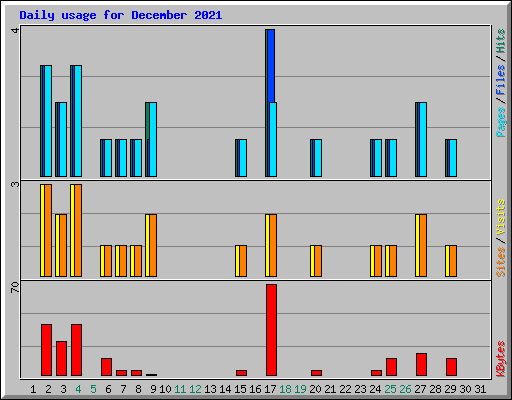 Daily usage for December 2021
4
Pages / Files / Hits
3
Sites / Visits
70
KBytes
1 2 3 4 5 6 7 8 9 10 11 12 13 14 15 16 17 18 19 20 21 22 23 24 25 26 27 28 29 30 31